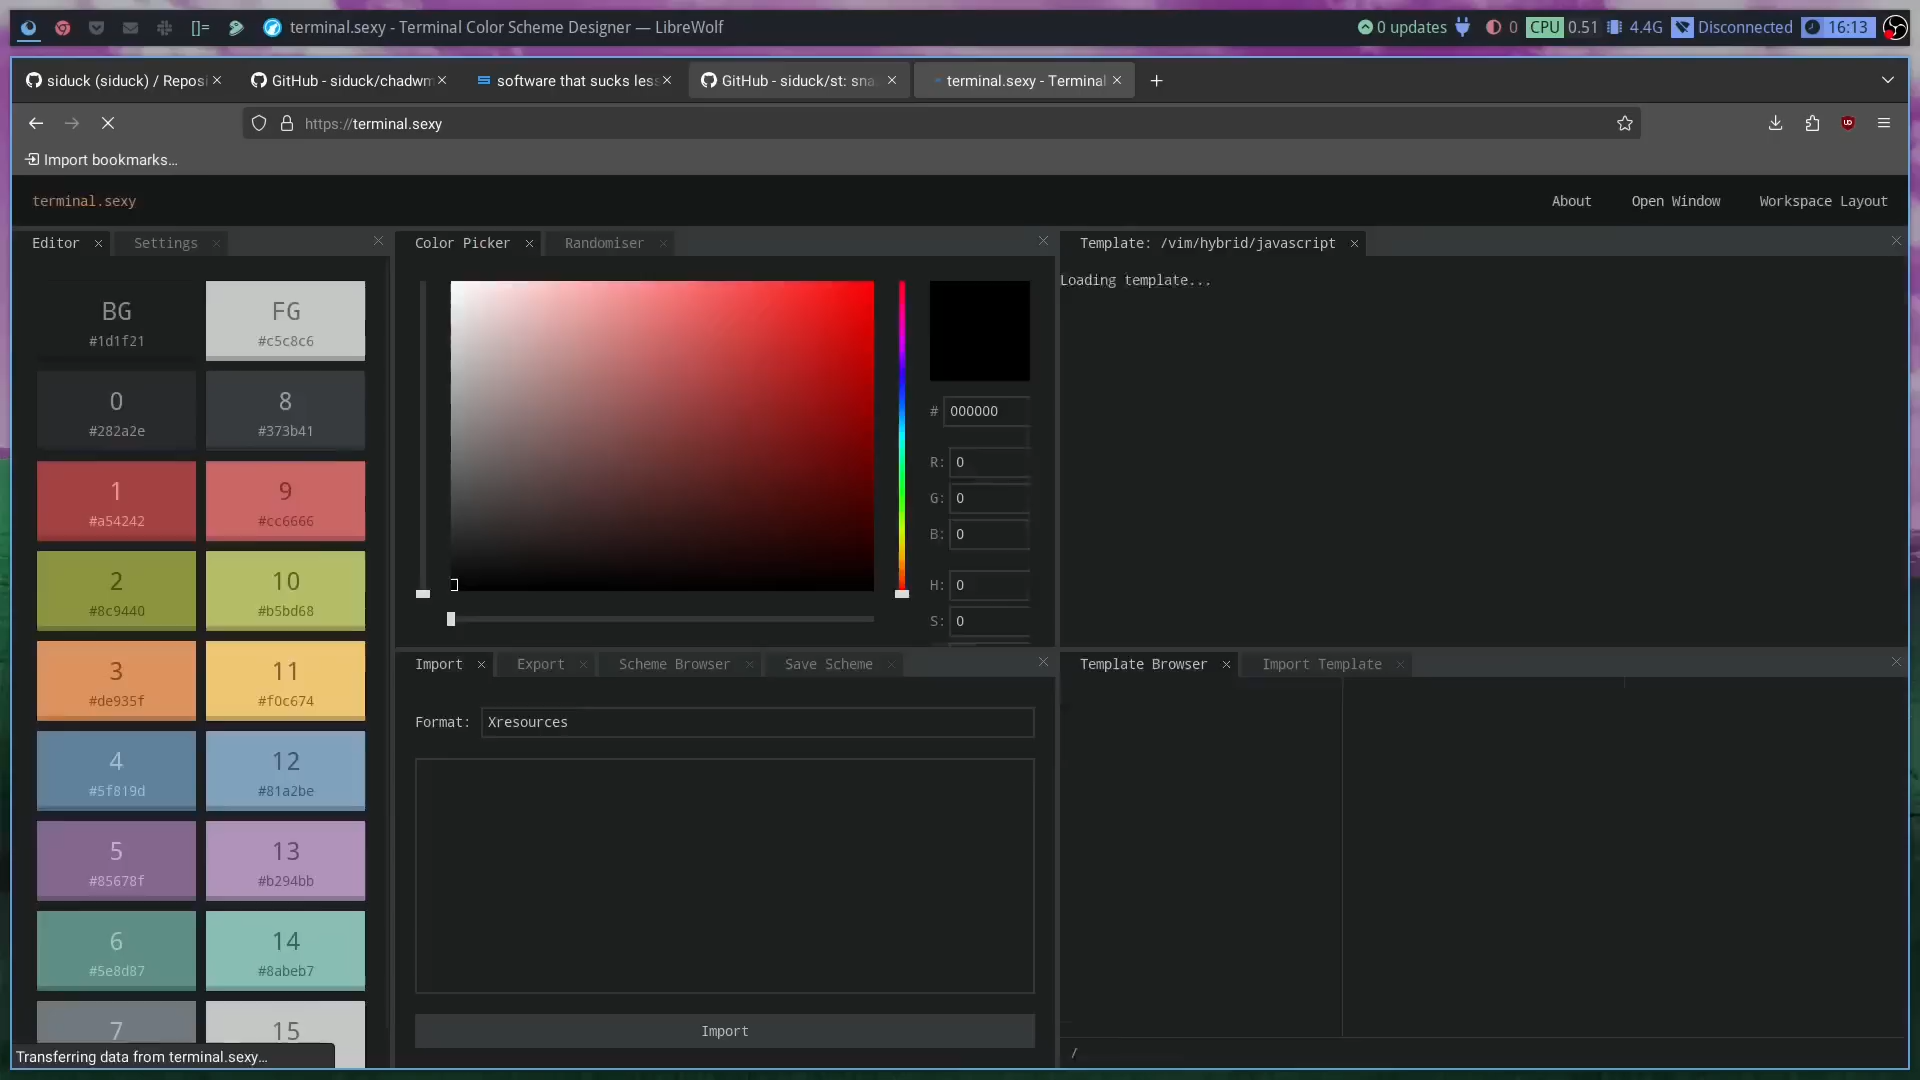 []= terminal.sexy - Terminal Color Scheme Designer — LibreWolf 0 updates 0 CPU 0.51 4.4G Disconnected 16:13
siduck (siduck) / Reposi GitHub - siduck/chadwm software that sucks less GitHub - siduck/st: sna terminal.sexy - Terminal
https://terminal.sexy
Import bookmarks...
terminal.sexy About Open Window Workspace Layout
Editor Settings Color Picker Randomiser Template: /vim/hybrid/javascript
Loading template...
BG FG
#1d1f21 #c5c8c6
0 8
#282a2e #373b41
1 9
#a54242 #cc6666
2 10
#8c9440 #b5bd68
3 11
#de935f #f0c674
4 12
#5f819d #81a2be
5 13
#85678f #b294bb
6 14
#5e8d87 #8abeb7
7 15
# 000000
R: 0
G: 0
B: 0
H: 0
S: 0
Import Export Scheme Browser Save Scheme
Format: Xresources
Import
Template Browser Import Template
/
Transferring data from terminal.sexy...